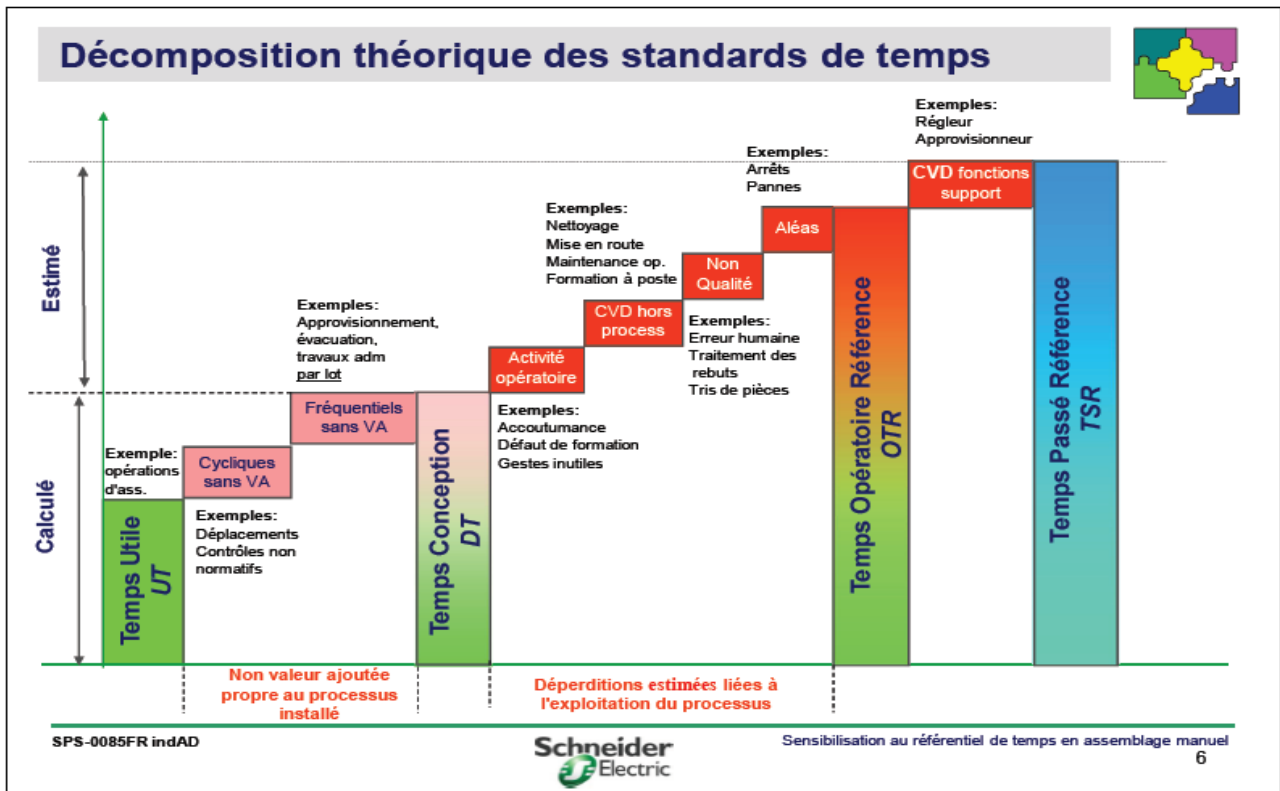 Décomposition théorique des standards de temps
Exemples:
Régleur
Approvisionneur
CVD fonctions
support
Exemples:
Arrêts
Pannes
Aléas
Exemples:
Nettoyage
Mise en route
Maintenance op.
Formation à poste
Non
Qualité
CVD hors
process
Exemples:
Erreur humaine
Traitement des
rebuts
Tris de pièces
Exemples:
Approvisionnement,
évacuation,
travaux adm
par lot
Activité
opératoire
Exemples:
Accoutumance
Défaut de formation
Gestes inutiles
Fréquentiels
sans VA
Exemple:
opérations
d'ass.
Cycliques
sans VA
Exemples:
Déplacements
Contrôles non
normatifs
Estimé
Calculé
Temps Utile
UT
Temps Conception
DT
Temps Opératoire Référence
OTR
Temps Passé Référence
TSR
Non valeur ajoutée
propre au processus
installé
Déperditions estimées liées à
l'exploitation du processus
SPS-0085FR indAD
Schneider
Electric
Sensibilisation au référentiel de temps en assemblage manuel
6